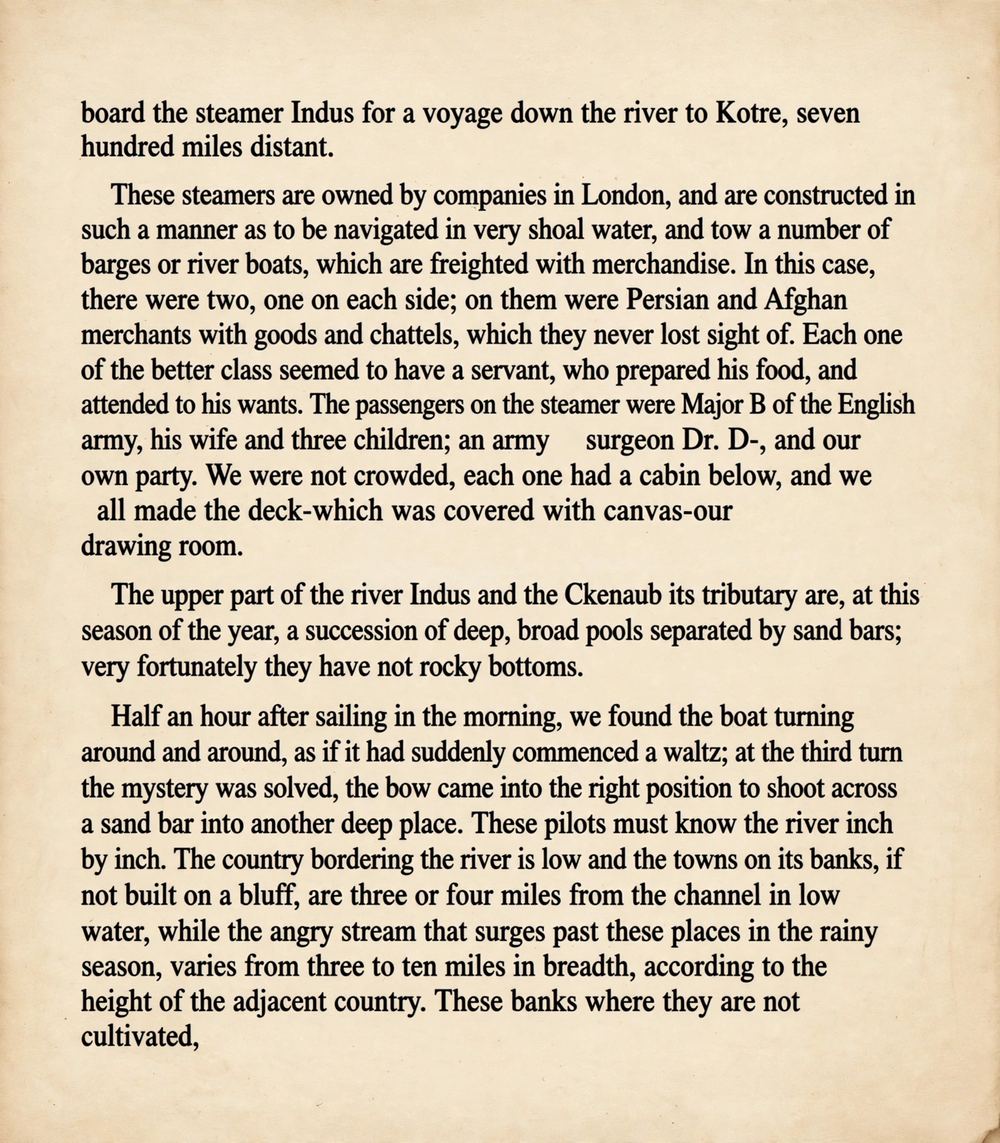 board the steamer Indus for a voyage down the river to Kotre, seven
hundred miles distant.
These steamers are owned by companies in London, and are constructed in
such a manner as to be navigated in very shoal water, and tow a number of
barges or river boats, which are freighted with merchandise. In this case,
there were two, one on each side; on them were Persian and Afghan
merchants with goods and chattels, which they never lost sight of. Each one
of the better class seemed to have a servant, who prepared his food, and
attended to his wants. The passengers on the steamer were Major B of the English
army, his wife and three children; an army surgeon Dr. D-, and our
own party. We were not crowded, each one had a cabin below, and we
all made the deck-which was covered with canvas-our
drawing room.
The upper part of the river Indus and the Ckenaub its tributary are, at this
season of the year, a succession of deep, broad pools separated by sand bars;
very fortunately they have not rocky bottoms.
Half an hour after sailing in the morning, we found the boat turning
around and around, as if it had suddenly commenced a waltz; at the third turn
the mystery was solved, the bow came into the right position to shoot across
a sand bar into another deep place. These pilots must know the river inch
by inch. The country bordering the river is low and the towns on its banks, if
not built on a bluff, are three or four miles from the channel in low
water, while the angry stream that surges past these places in the rainy
season, varies from three to ten miles in breadth, according to the
height of the adjacent country. These banks where they are not
cultivated,